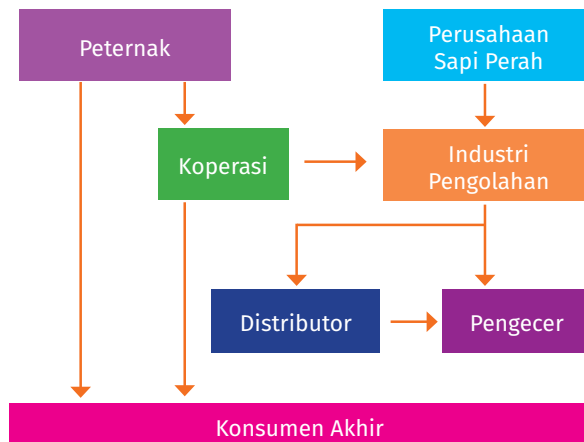 Peternak
Perusahaan
Sapi Perah
Koperasi
Industri
Pengolahan
Distributor
Pengecer
Konsumen Akhir